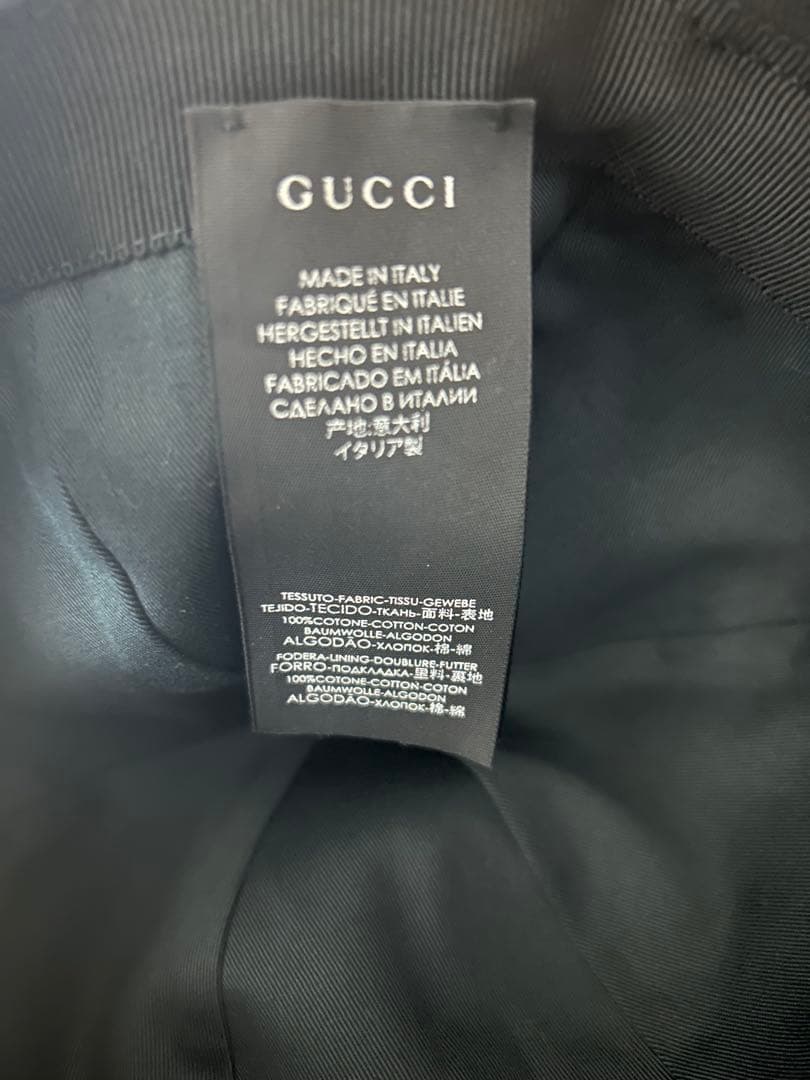 GUCCI
MADE IN ITALY
FABRIQUÉ EN ITALIE
HERGESTELLT IN ITALIEN
HECHO EN ITALIA
FABRICADO EM ITÁLIA
СДЕЛАНО В ИТАЛИИ
产地:意大利
イタリア製
TESSUTO-FABRIC-TISSU-GEWEBE
TEJIDO-TECIDO-ТКАНЬ-面料-表地
100%COTONE-COTTON-COTON
BAUMWOLLE-ALGODON
ALGODÃO-ХЛОПОК-棉-綿
FODERA-LINING-DOUBLURE-FUTTER
FORRO-ПОДКЛАДКА-里料-裏地
100%COTONE-COTTON-COTON
BAUMWOLLE-ALGODON
ALGODÃO-ХЛОПОК-棉-綿